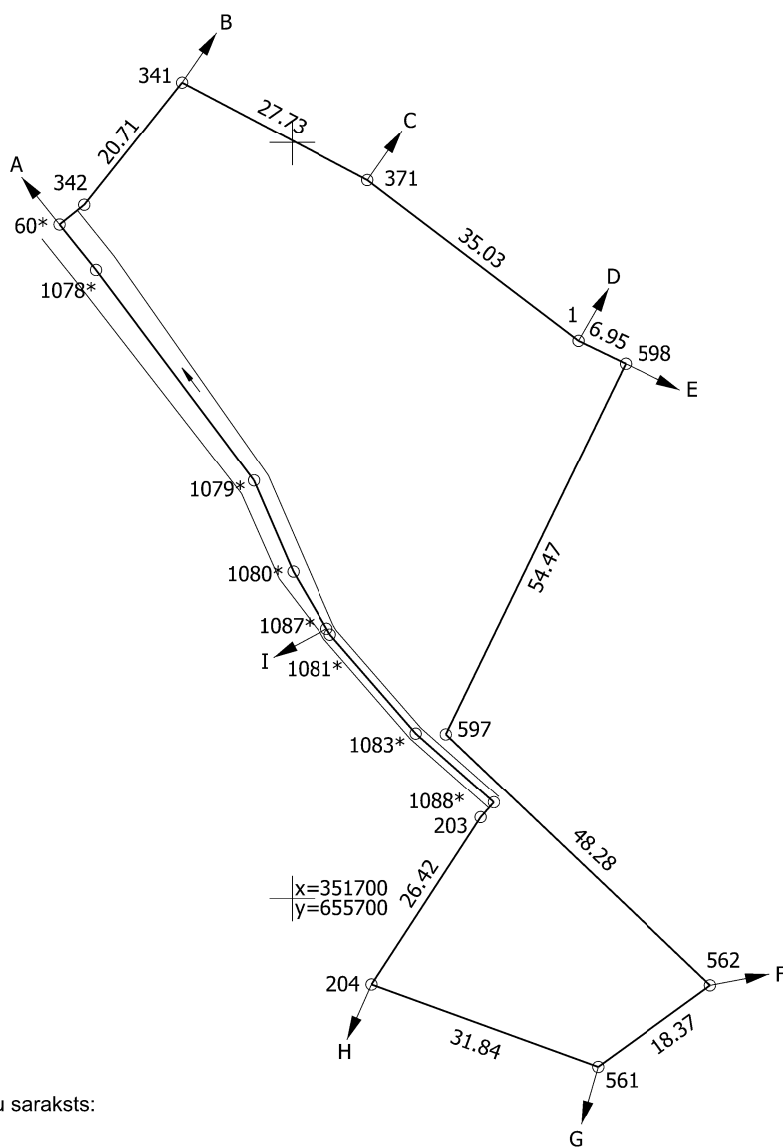 B
341
27.73
C
20.71
A
371
342
60*
35.03
1078*
D
1
6.95
598
E
1079*
54.47
1080*
1087*
I
1081*
597
1083*
1088*
203
48.28
26.42
x=351700
y=655700
562
F
204
18.37
H
31.84
561
G
u saraksts: